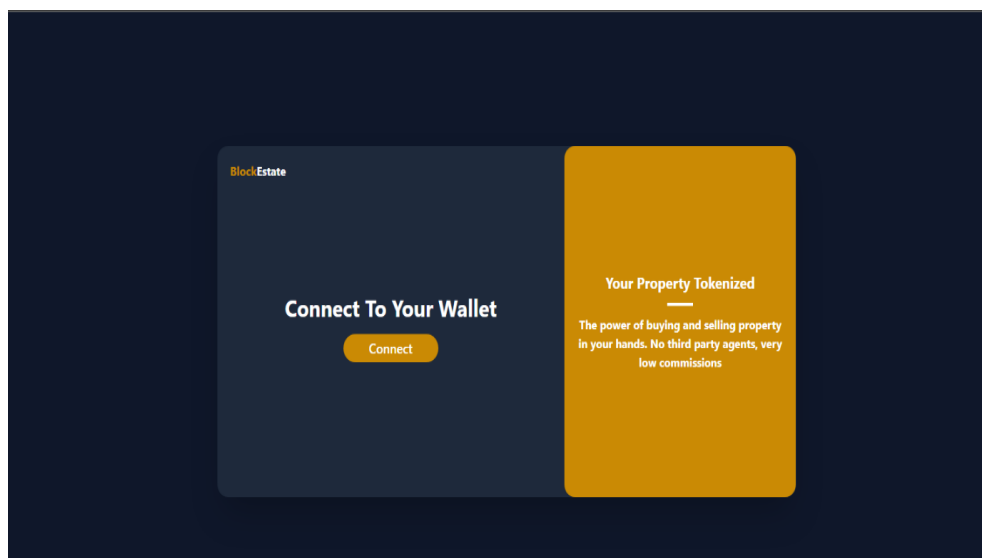 BlockEstate
Connect To Your Wallet
Connect
Your Property Tokenized
The power of buying and selling property
in your hands. No third party agents, very
low commissions